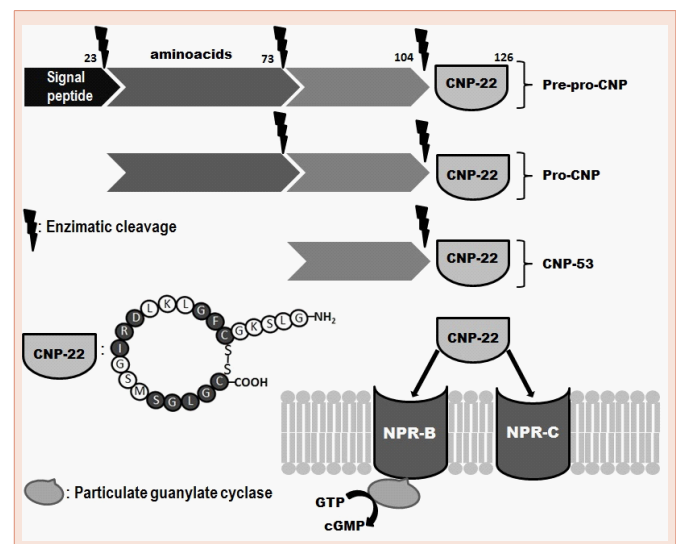 23
aminoacids
73
104
126
Signal
peptide
CNP-22
Pre-pro-CNP
CNP-22
Pro-CNP
: Enzimatic cleavage
CNP-22
CNP-53
CNP-22
:
G I R D L K L G F C G K S L G -NH₂
S
S
S M S G L G C -COOH
CNP-22
NPR-B
NPR-C
: Particulate guanylate cyclase
GTP
cGMP